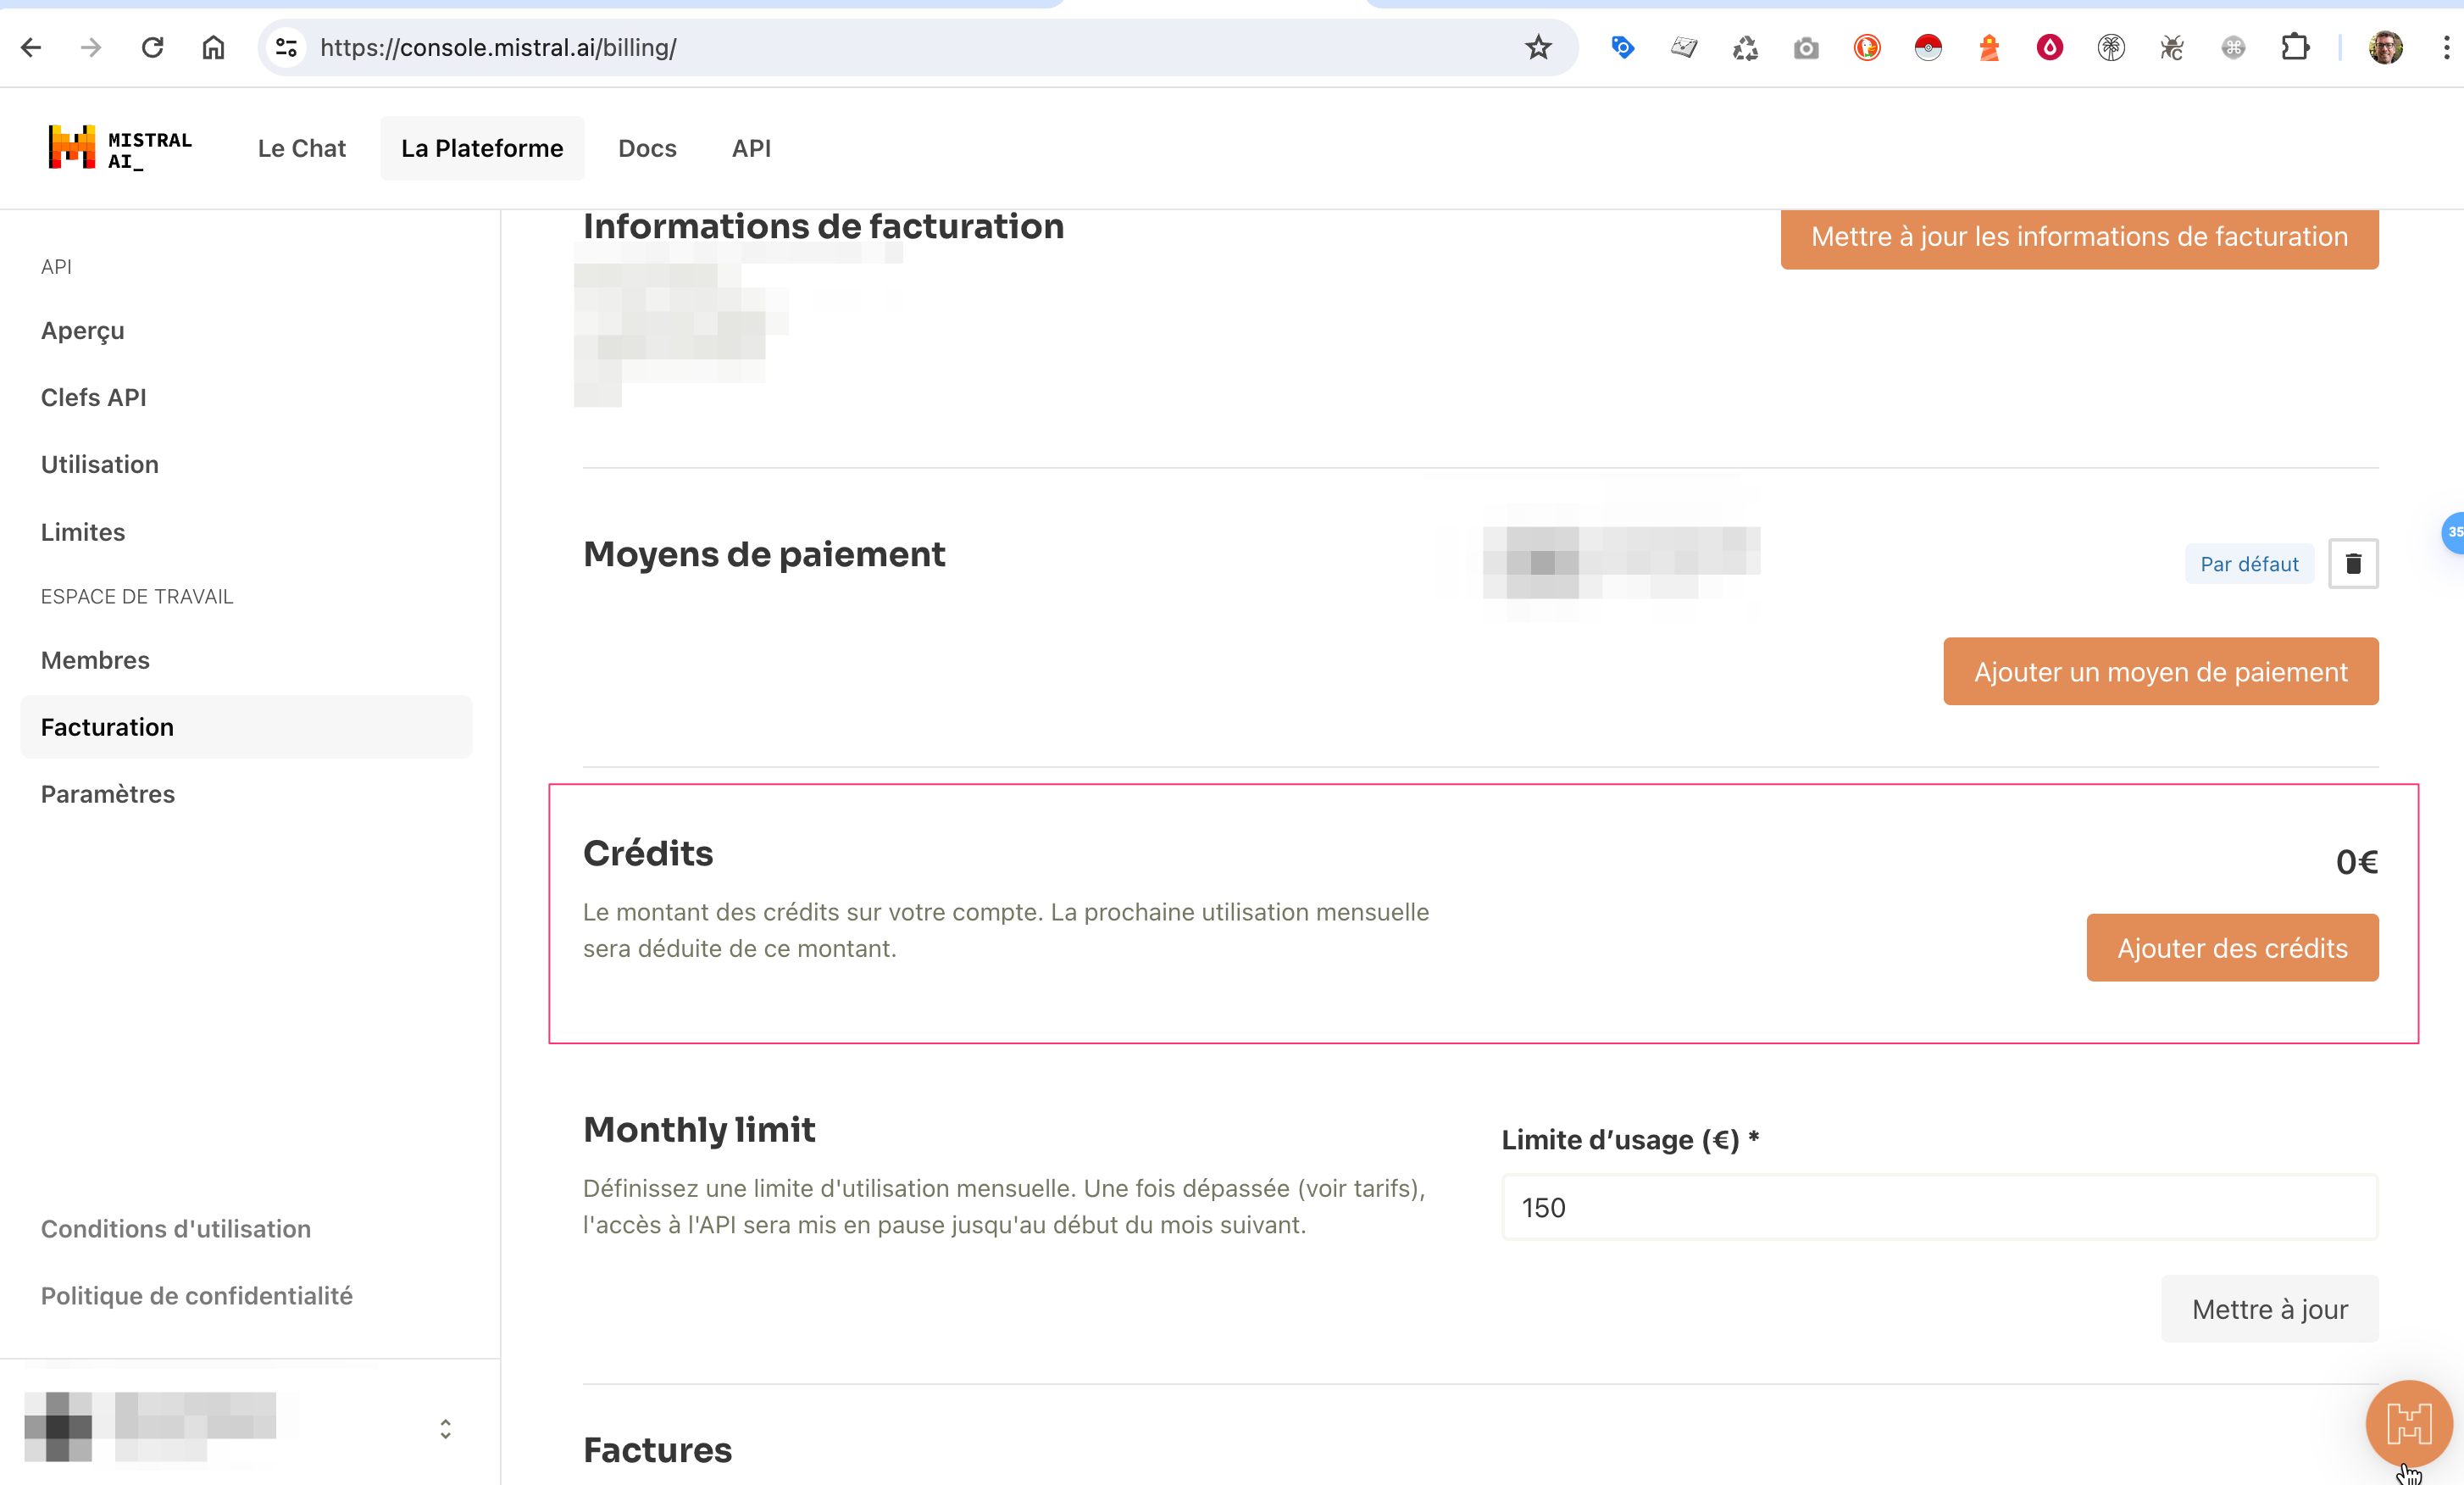 https://console.mistral.ai/billing/
MISTRAL
AI_
Le Chat
La Plateforme
Docs
API
API
Aperçu
Clefs API
Utilisation
Limites
ESPACE DE TRAVAIL
Membres
Facturation
Paramètres
Conditions d'utilisation
Politique de confidentialité
Informations de facturation
Mettre à jour les informations de facturation
Moyens de paiement
Par défaut
Ajouter un moyen de paiement
Crédits
0€
Le montant des crédits sur votre compte. La prochaine utilisation mensuelle
sera déduite de ce montant.
Ajouter des crédits
Monthly limit
Définissez une limite d'utilisation mensuelle. Une fois dépassée (voir tarifs),
l'accès à l'API sera mis en pause jusqu'au début du mois suivant.
Limite d’usage (€) *
150
Mettre à jour
Factures
35